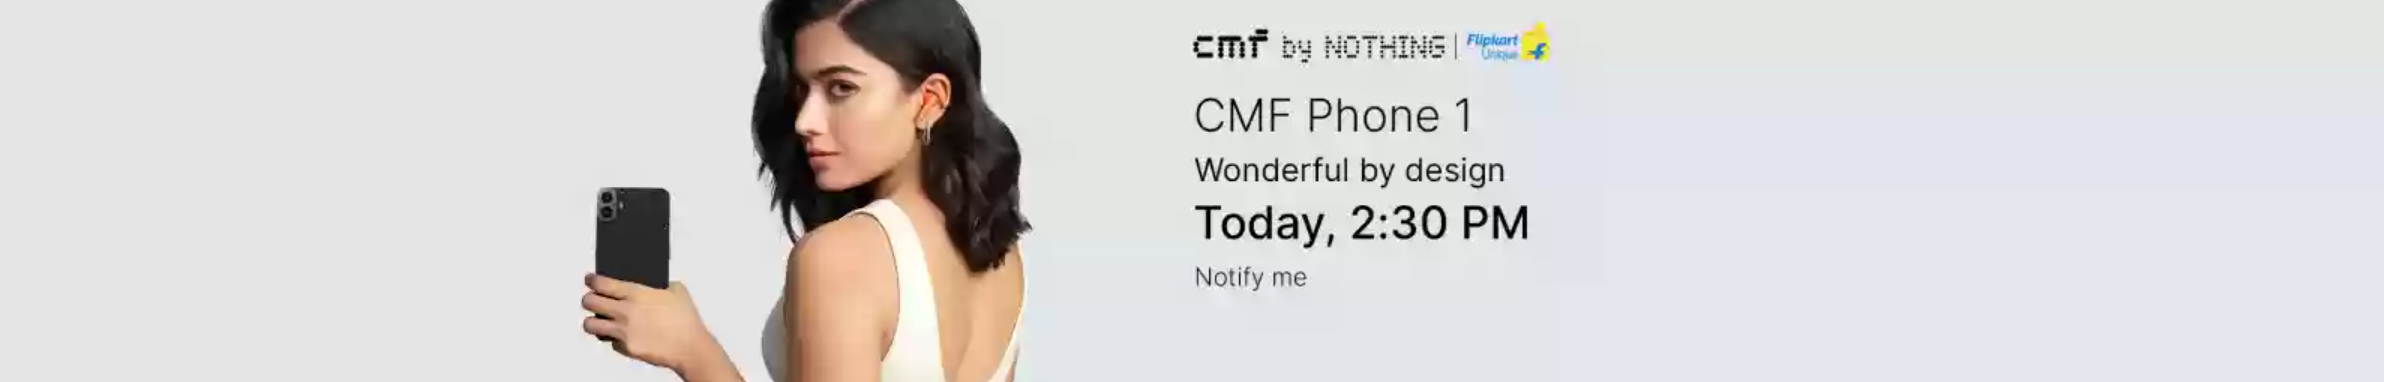 cmf by NOTHING | Flipkart Unique
CMF Phone 1
Wonderful by design
Today, 2:30 PM
Notify me